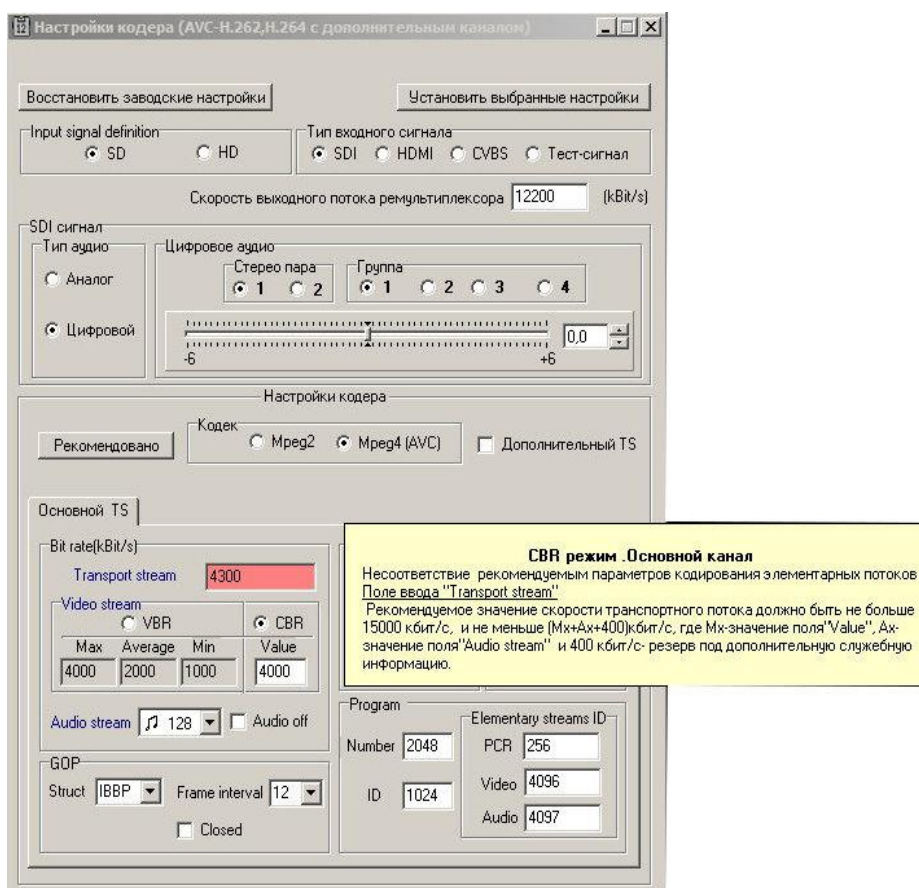 Настройки кодера (AVC-H.262,H.264 с дополнительным каналом)
Восстановить заводские настройки
Установить выбранные настройки
Input signal definition
SD HD
Тип входного сигнала
SDI HDMI CVBS Тест-сигнал
Скорость выходного потока ремультиплексора 12200 (kBit/s)
SDI сигнал
Тип аудио
Аналог
Цифровой
Цифровое аудио
Стерео пара
1 2
Группа
1 2 3 4
-6 +6
0,0
Настройки кодера
Рекомендовано
Кодек
Mpeg2 Mpeg4 (AVC)
Дополнительный TS
Основной TS
Bit rate(kBit/s)
Transport stream 4300
Video stream
VBR CBR
Max Average Min Value
4000 2000 1000 4000
Audio stream 128 Audio off
GOP
Struct IBBP Frame interval 12
Closed
CBR режим .Основной канал
Несоответствие рекомендуемым параметров кодирования элементарных потоков
Поле ввода "Transport stream"
Рекомендуемое значение скорости транспортного потока должно быть не больше
15000 кбит/с, и не меньше (Mx+Ax+400)кбит/с, где Mx-значение поля"Value", Ax-
значение поля"Audio stream" и 400 кбит/с- резерв под дополнительную служебную
информацию.
Program
Number 2048
ID 1024
Elementary streams ID
PCR 256
Video 4096
Audio 4097